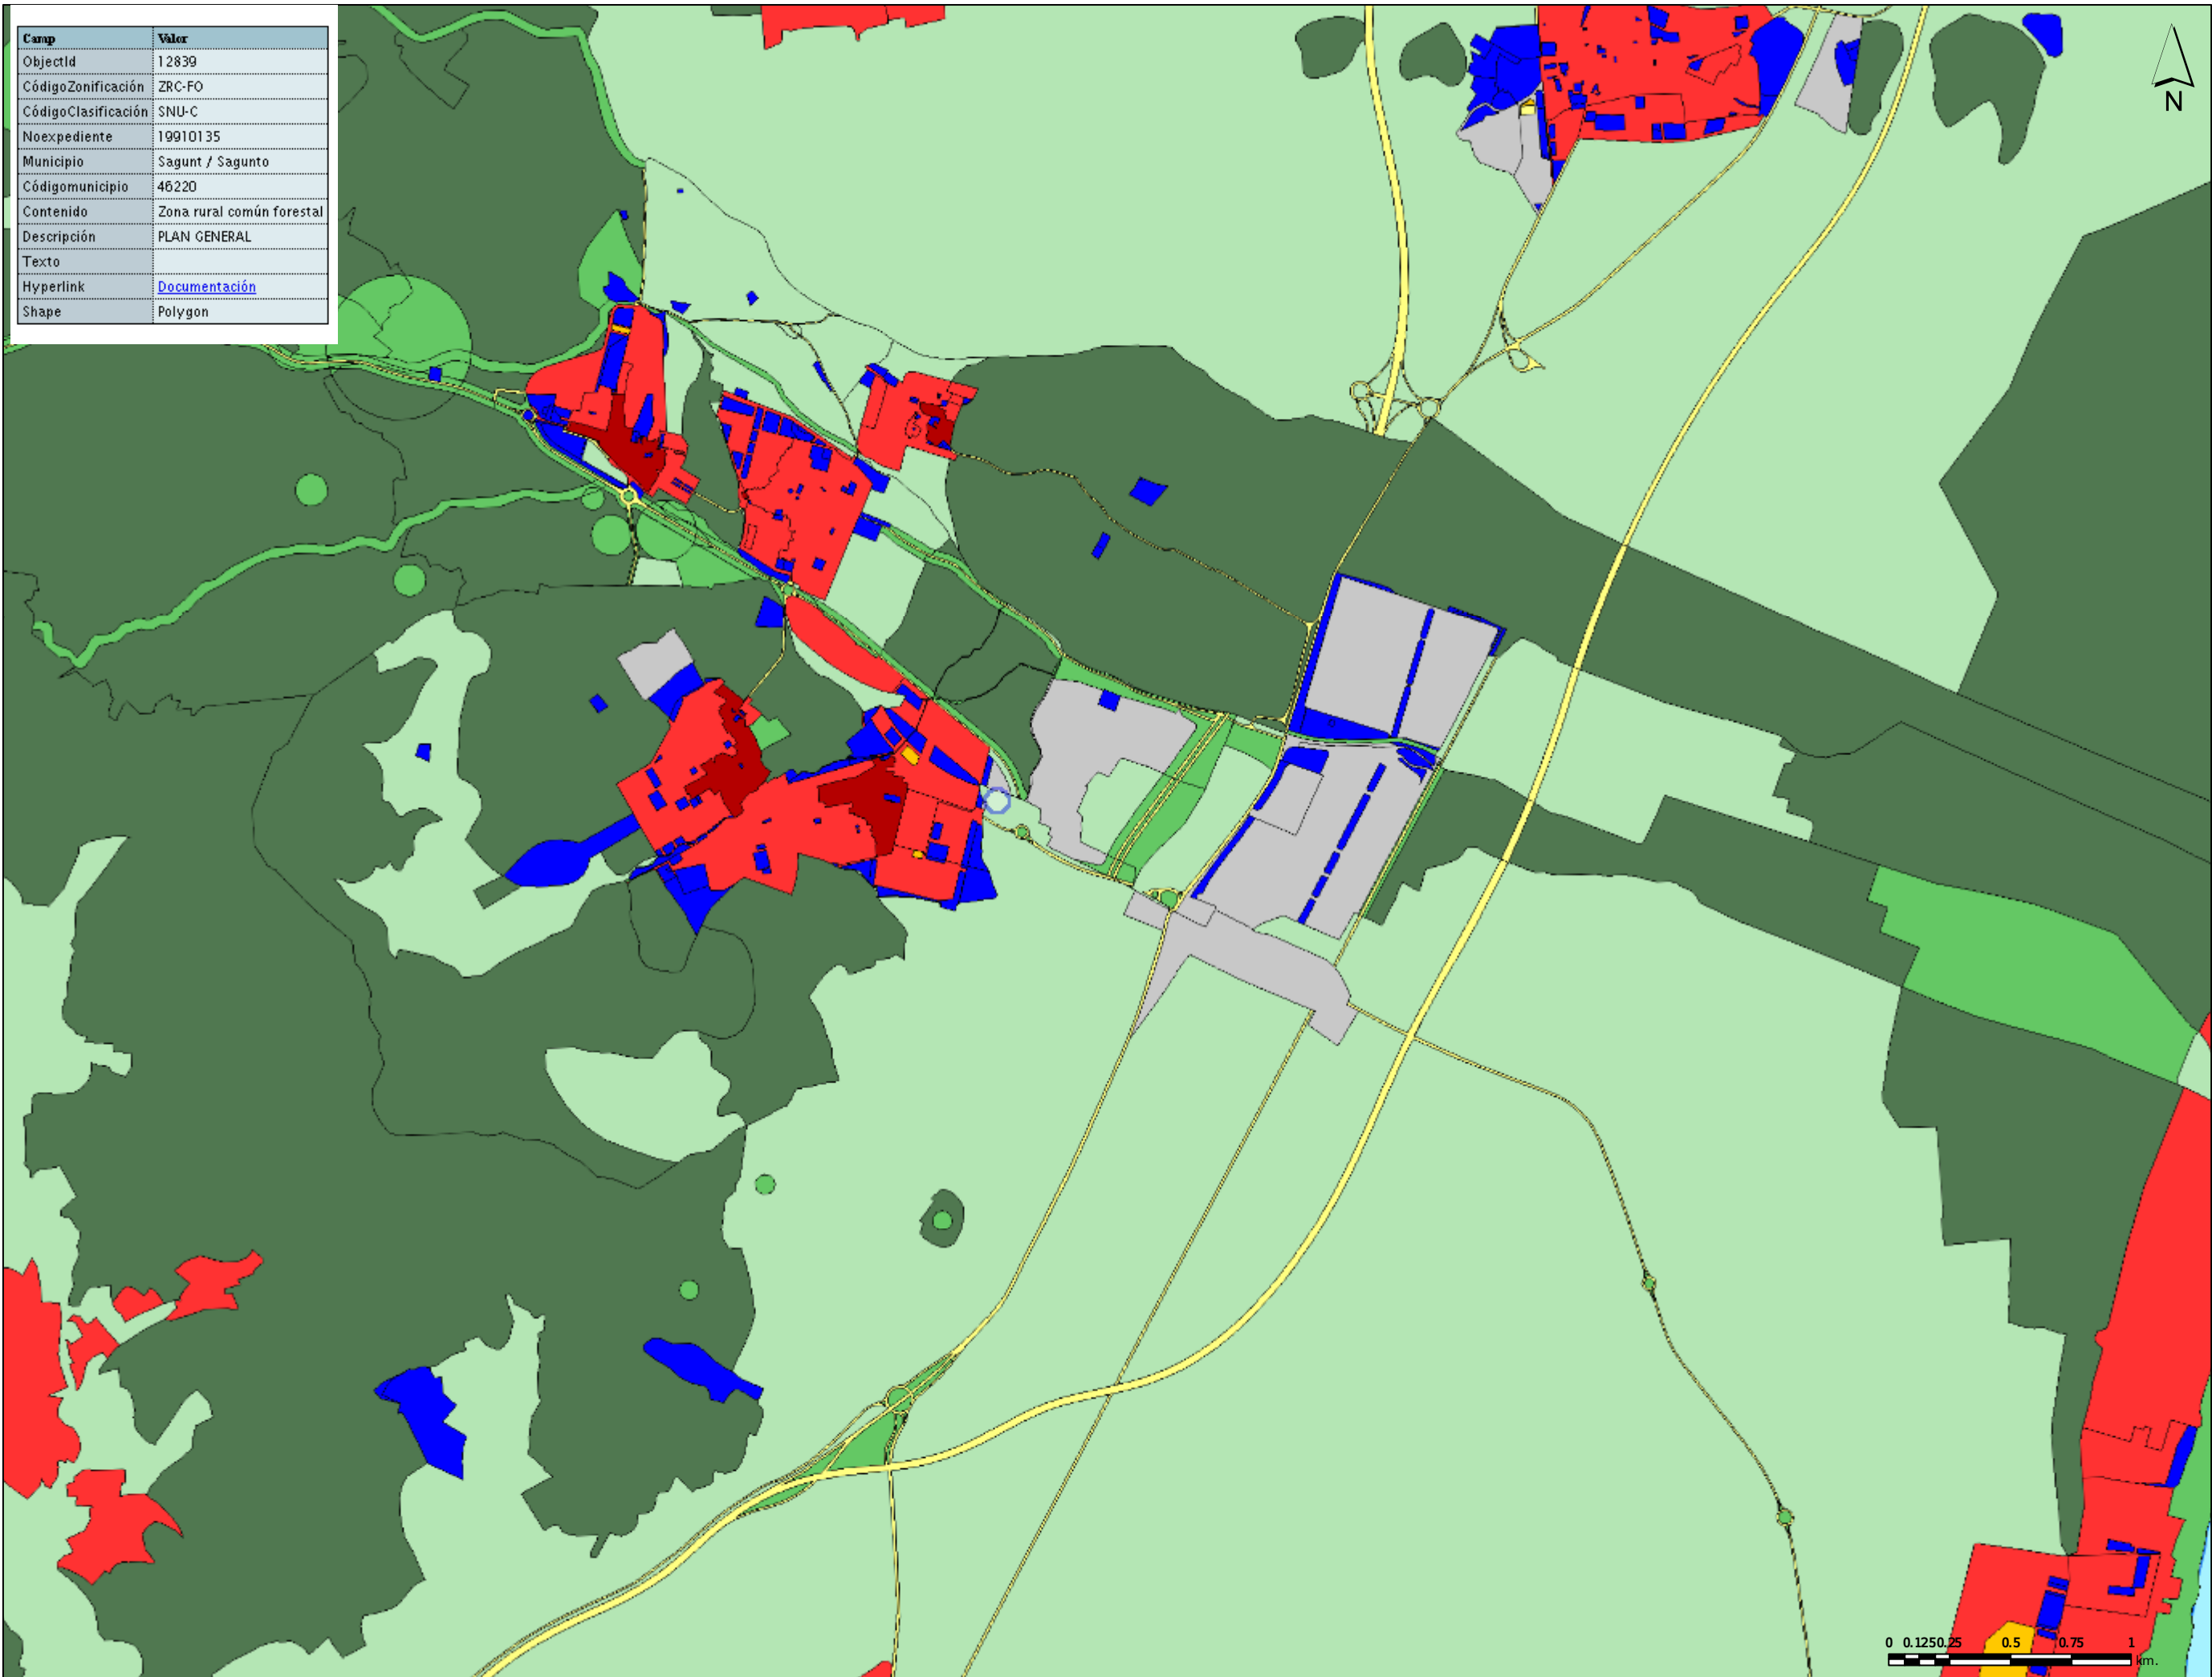 Camp Valor
ObjectId 12839
CódigoZonificación ZRC-FO
CódigoClasificación SNU-C
Noexpediente 19910135
Municipio Sagunt / Sagunto
Códigomunicipio 46220
Contenido Zona rural común forestal
Descripción PLAN GENERAL
Texto
Hyperlink Documentación
Shape Polygon
N
0 0.125 0.25 0.5 0.75 1
km.